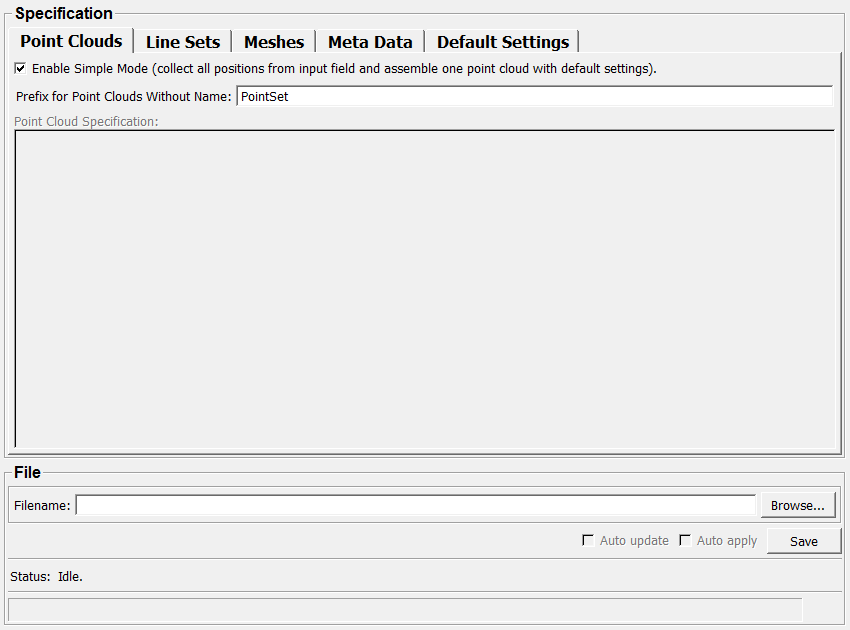 Specification
Point Clouds Line Sets Meshes Meta Data Default Settings
Enable Simple Mode (collect all positions from input field and assemble one point cloud with default settings).
Prefix for Point Clouds Without Name: PointSet
Point Cloud Specification:
File
Filename: Browse...
Auto update Auto apply Save
Status: Idle.